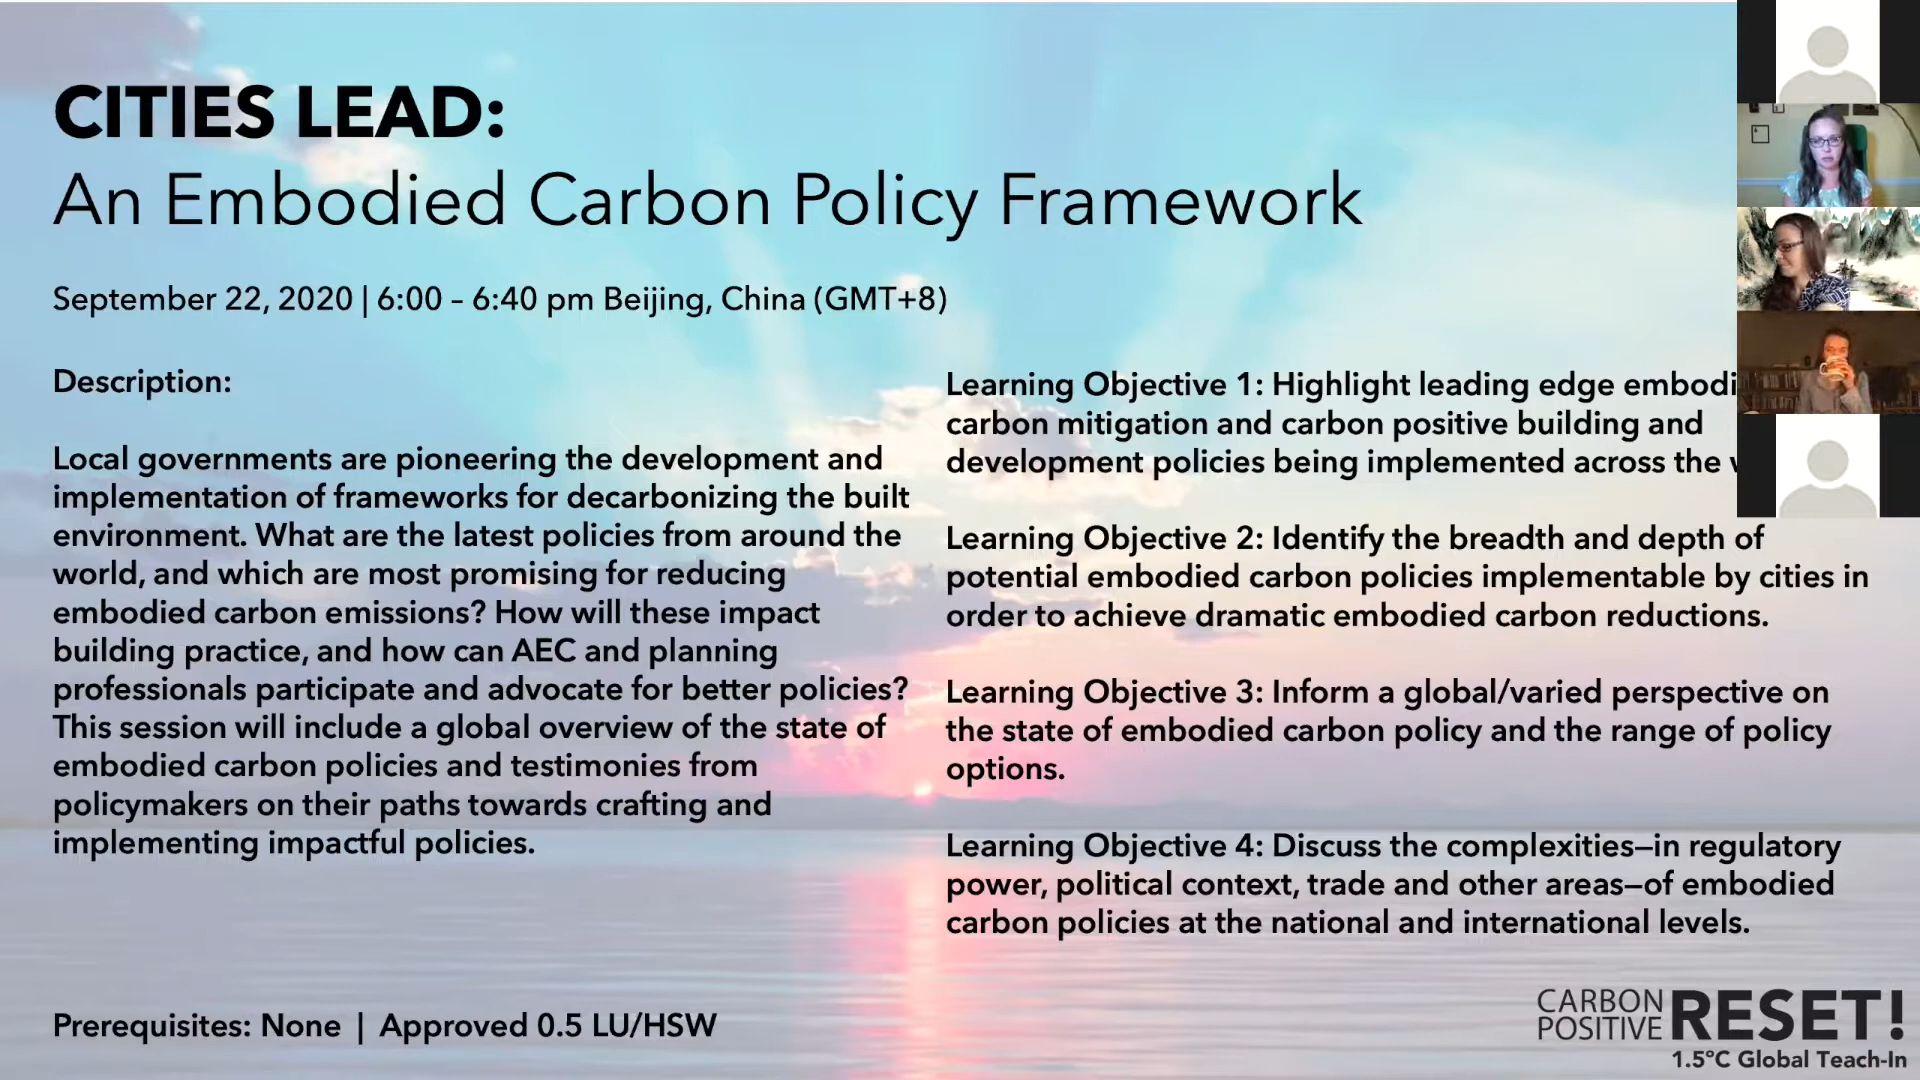 CITIES LEAD:
An Embodied Carbon Policy Framework
September 22, 2020 | 6:00 – 6:40 pm Beijing, China (GMT+8)
Description:
Local governments are pioneering the development and
implementation of frameworks for decarbonizing the built
environment. What are the latest policies from around the
world, and which are most promising for reducing
embodied carbon emissions? How will these impact
building practice, and how can AEC and planning
professionals participate and advocate for better policies?
This session will include a global overview of the state of
embodied carbon policies and testimonies from
policymakers on their paths towards crafting and
implementing impactful policies.
Learning Objective 1: Highlight leading edge embodi
carbon mitigation and carbon positive building and
development policies being implemented across the
Learning Objective 2: Identify the breadth and depth of
potential embodied carbon policies implementable by cities in
order to achieve dramatic embodied carbon reductions.
Learning Objective 3: Inform a global/varied perspective on
the state of embodied carbon policy and the range of policy
options.
Learning Objective 4: Discuss the complexities—in regulatory
power, political context, trade and other areas—of embodied
carbon policies at the national and international levels.
Prerequisites: None | Approved 0.5 LU/HSW
CARBON POSITIVE RESET!
1.5°C Global Teach-In